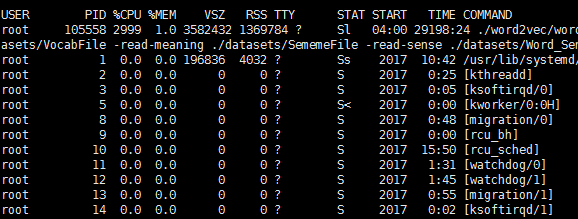 USER PID %CPU %MEM VSZ RSS TTY STAT START TIME COMMAND
root 105558 2999 1.0 3582432 1369784 ? Sl 04:00 29198:24 ./word2vec/word
asets/VocabFile -read-meaning ./datasets/SememeFile -read-sense ./datasets/Word_Sen
root 1 0.0 0.0 196836 4032 ? Ss 2017 10:42 /usr/lib/systemd/
root 2 0.0 0.0 0 0 ? S 2017 0:25 [kthreadd]
root 3 0.0 0.0 0 0 ? S 2017 0:05 [ksoftirqd/0]
root 5 0.0 0.0 0 0 ? S< 2017 0:00 [kworker/0:0H]
root 8 0.0 0.0 0 0 ? S 2017 0:48 [migration/0]
root 9 0.0 0.0 0 0 ? S 2017 0:00 [rcu_bh]
root 10 0.0 0.0 0 0 ? S 2017 15:50 [rcu_sched]
root 11 0.0 0.0 0 0 ? S 2017 1:31 [watchdog/0]
root 12 0.0 0.0 0 0 ? S 2017 1:45 [watchdog/1]
root 13 0.0 0.0 0 0 ? S 2017 0:55 [migration/1]
root 14 0.0 0.0 0 0 ? S 2017 0:02 [ksoftirqd/1]